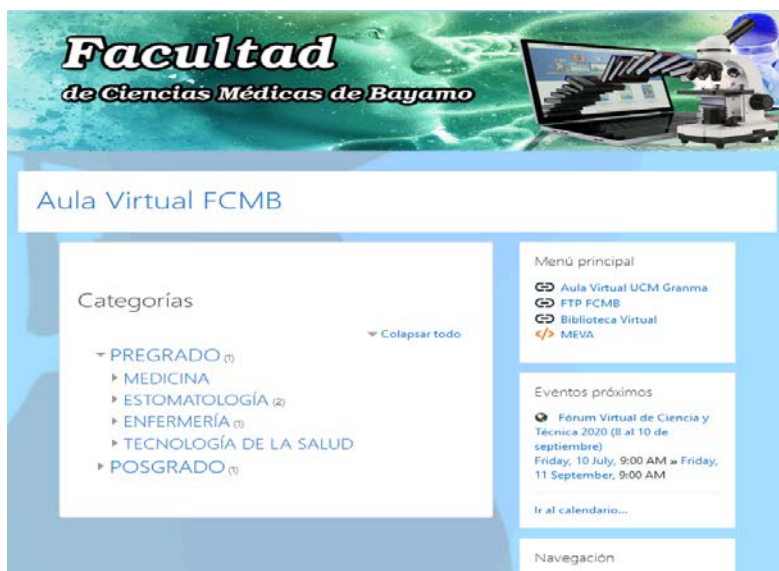 Facultad
de Ciencias Médicas de Bayamo
Aula Virtual FCMB
Categorías
Colapsar todo
PREGRADO (1)
MEDICINA
ESTOMATOLOGÍA (2)
ENFERMERÍA (1)
TECNOLOGÍA DE LA SALUD
POSGRADO (1)
Menú principal
Aula Virtual UCM Granma
FTP FCMB
Biblioteca Virtual
</> MEVA
Eventos próximos
Fórum Virtual de Ciencia y
Técnica 2020 (8 al 10 de
septiembre)
Friday, 10 July, 9:00 AM » Friday,
11 September, 9:00 AM
Ir al calendario...
Navegación